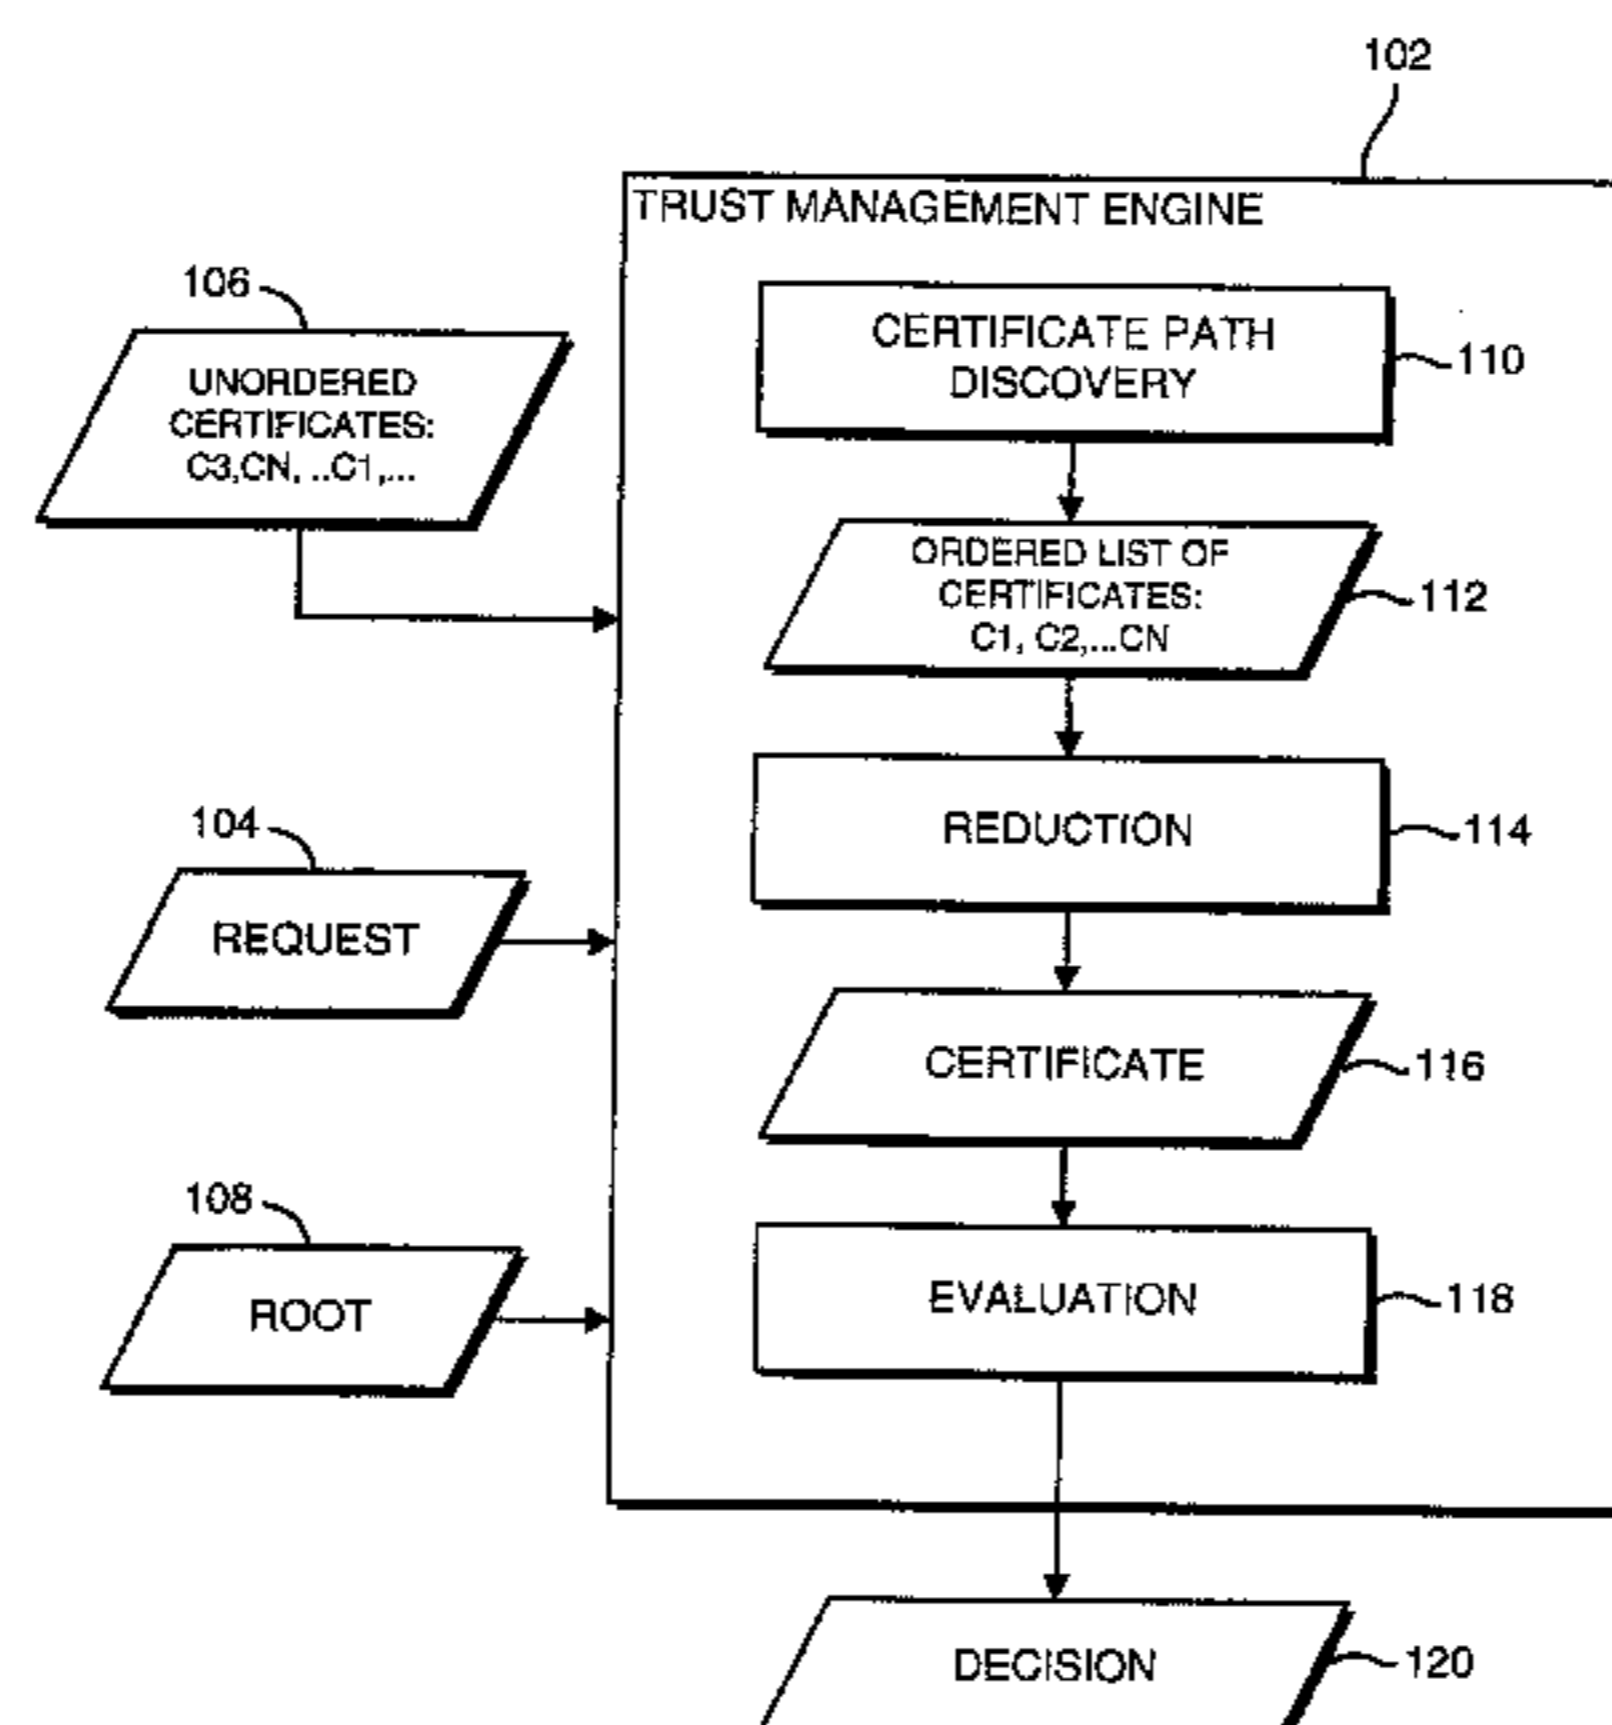 102
TRUST MANAGEMENT ENGINE
106
UNORDERED
CERTIFICATES:
C3,CN, ..C1,...
CERTIFICATE PATH
DISCOVERY
110
ORDERED LIST OF
CERTIFICATES:
C1, C2,...CN
112
104
REQUEST
REDUCTION
114
CERTIFICATE
116
108
ROOT
EVALUATION
118
DECISION
120